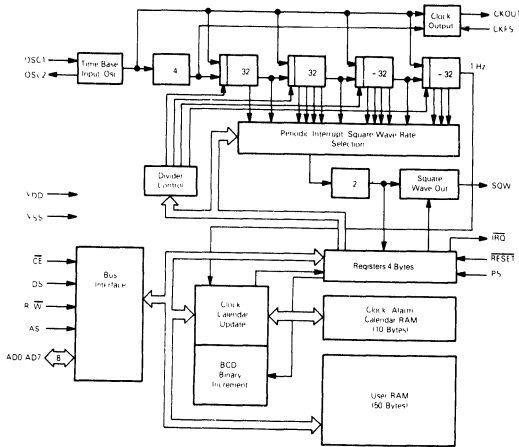 Clock
Output
CKOUT
CKFS
OSC1
OSC2
Time Base
Input Osc
4
32
32
÷ 32
÷ 32
1 Hz
Periodic Interrupt Square Wave Rate
Selection
Divider
Control
2
Square
Wave Out
SQW
VDD
VSS
IRQ
RESET
PS
Registers 4 Bytes
CE
DS
R W
AS
AD0 AD7
8
Bus
Interface
Clock
Calendar
Update
BCD
Binary
Increment
Clock Alarm
Calendar RAM
(10 Bytes)
User RAM
(50 Bytes)